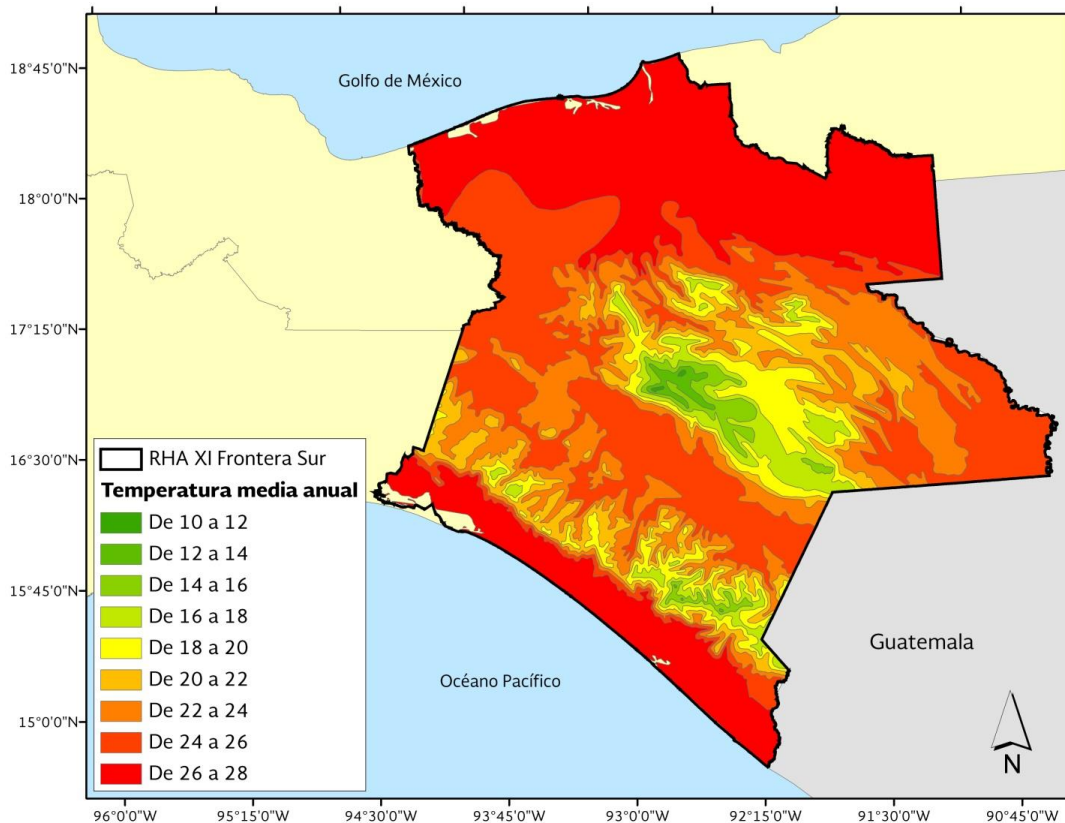 Golfo de México
18°45'0"N
18°0'0"N
17°15'0"N
16°30'0"N
15°45'0"N
15°0'0"N
RHA XI Frontera Sur
Temperatura media anual
De 10 a 12
De 12 a 14
De 14 a 16
De 16 a 18
De 18 a 20
De 20 a 22
De 22 a 24
De 24 a 26
De 26 a 28
Guatemala
Océano Pacífico
N
96°0'0"W 95°15'0"W 94°30'0"W 93°45'0"W 93°0'0"W 92°15'0"W 91°30'0"W 90°45'0"W